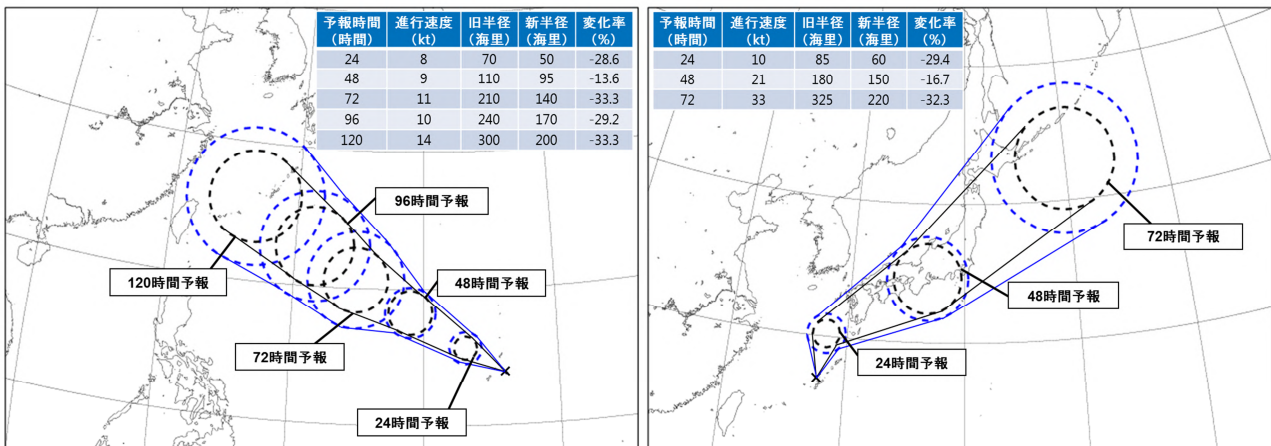 予報時間 進行速度 旧半径 新半径 変化率
(時間) (kt) (海里) (海里) (%)
24 8 70 50 -28.6
48 9 110 95 -13.6
72 11 210 140 -33.3
96 10 240 170 -29.2
120 14 300 200 -33.3
96時間予報
120時間予報
48時間予報
72時間予報
24時間予報
予報時間 進行速度 旧半径 新半径 変化率
(時間) (kt) (海里) (海里) (%)
24 10 85 60 -29.4
48 21 180 150 -16.7
72 33 325 220 -32.3
72時間予報
48時間予報
24時間予報